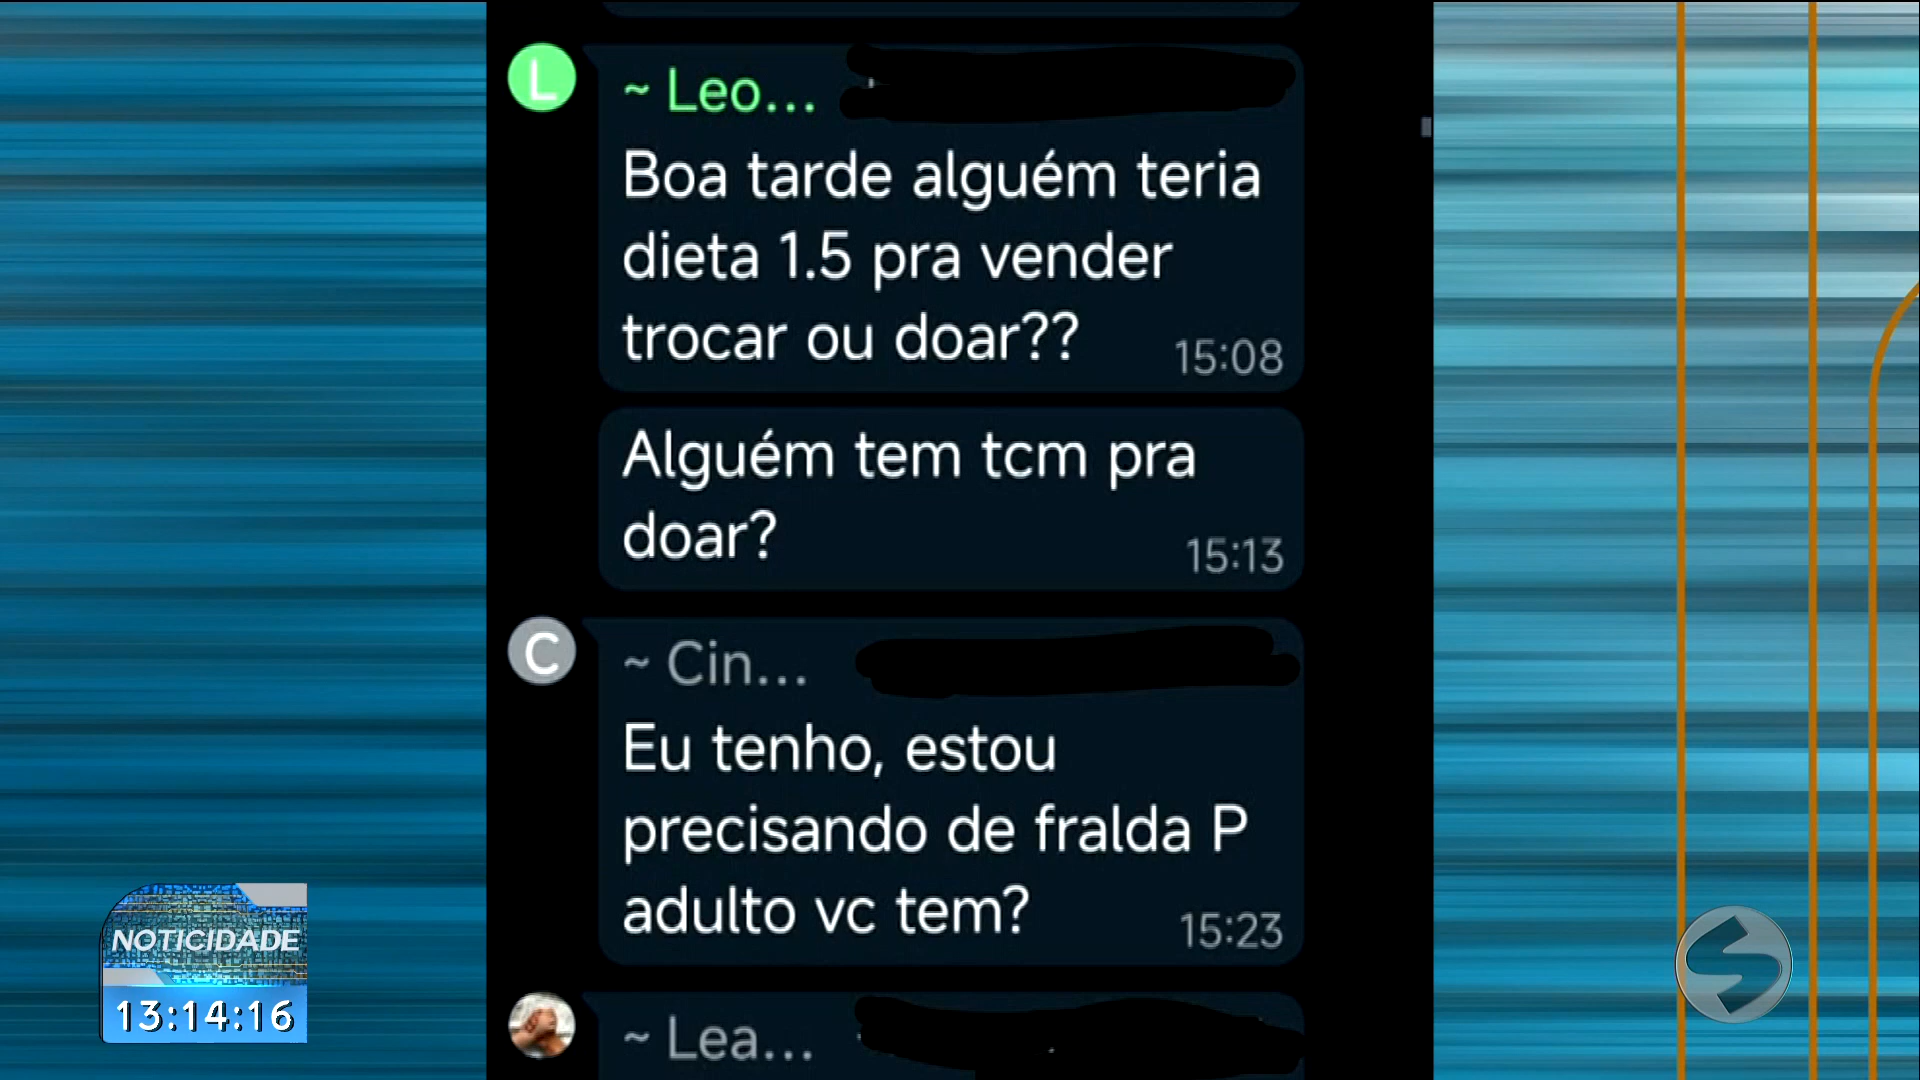 L
~ Leo...
Boa tarde alguém teria
dieta 1.5 pra vender
trocar ou doar??
15:08
Alguém tem tcm pra
doar?
15:13
C
~ Cin...
Eu tenho, estou
precisando de fralda P
adulto vc tem?
15:23
~ Lea...
NOTICIDADE
13:14:16
S